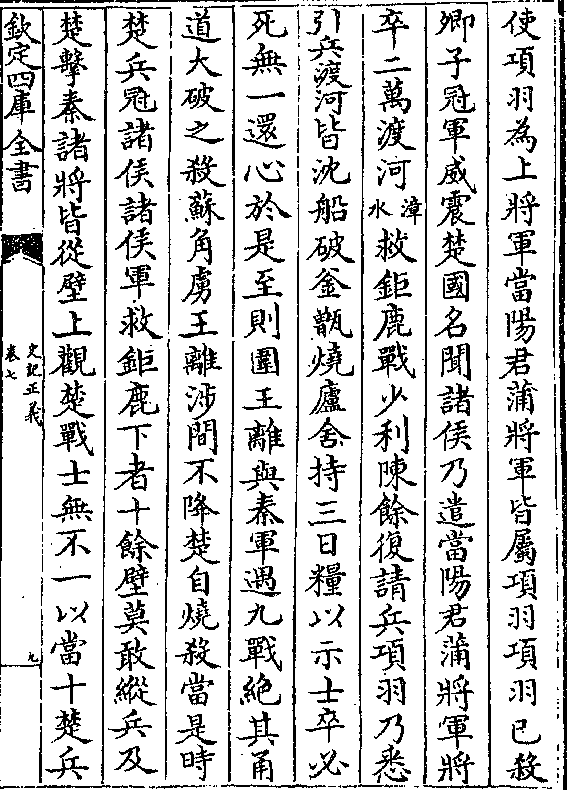 使項羽為上將軍當陽君蒲將軍皆屬項羽項羽已殺
卿子冠軍威震楚國名聞諸侯乃遣當陽君蒲將軍將
卒二萬渡河漳水救鉅鹿戰少利陳餘復請兵項羽乃悉
引兵渡河皆沈船破釜甑燒廬舍持三日糧以示士卒必
死無一還心於是至則圍王離與秦軍遇九戰絕其甬
道大破之殺蘇角虜王離涉間不降楚自燒殺當是時
楚兵冠諸侯諸侯軍救鉅鹿下者十餘壁莫敢縱兵及
楚擊秦諸將皆從壁上觀楚戰士無不一以當十楚兵
欽定四庫全書
史記正義
卷七
九